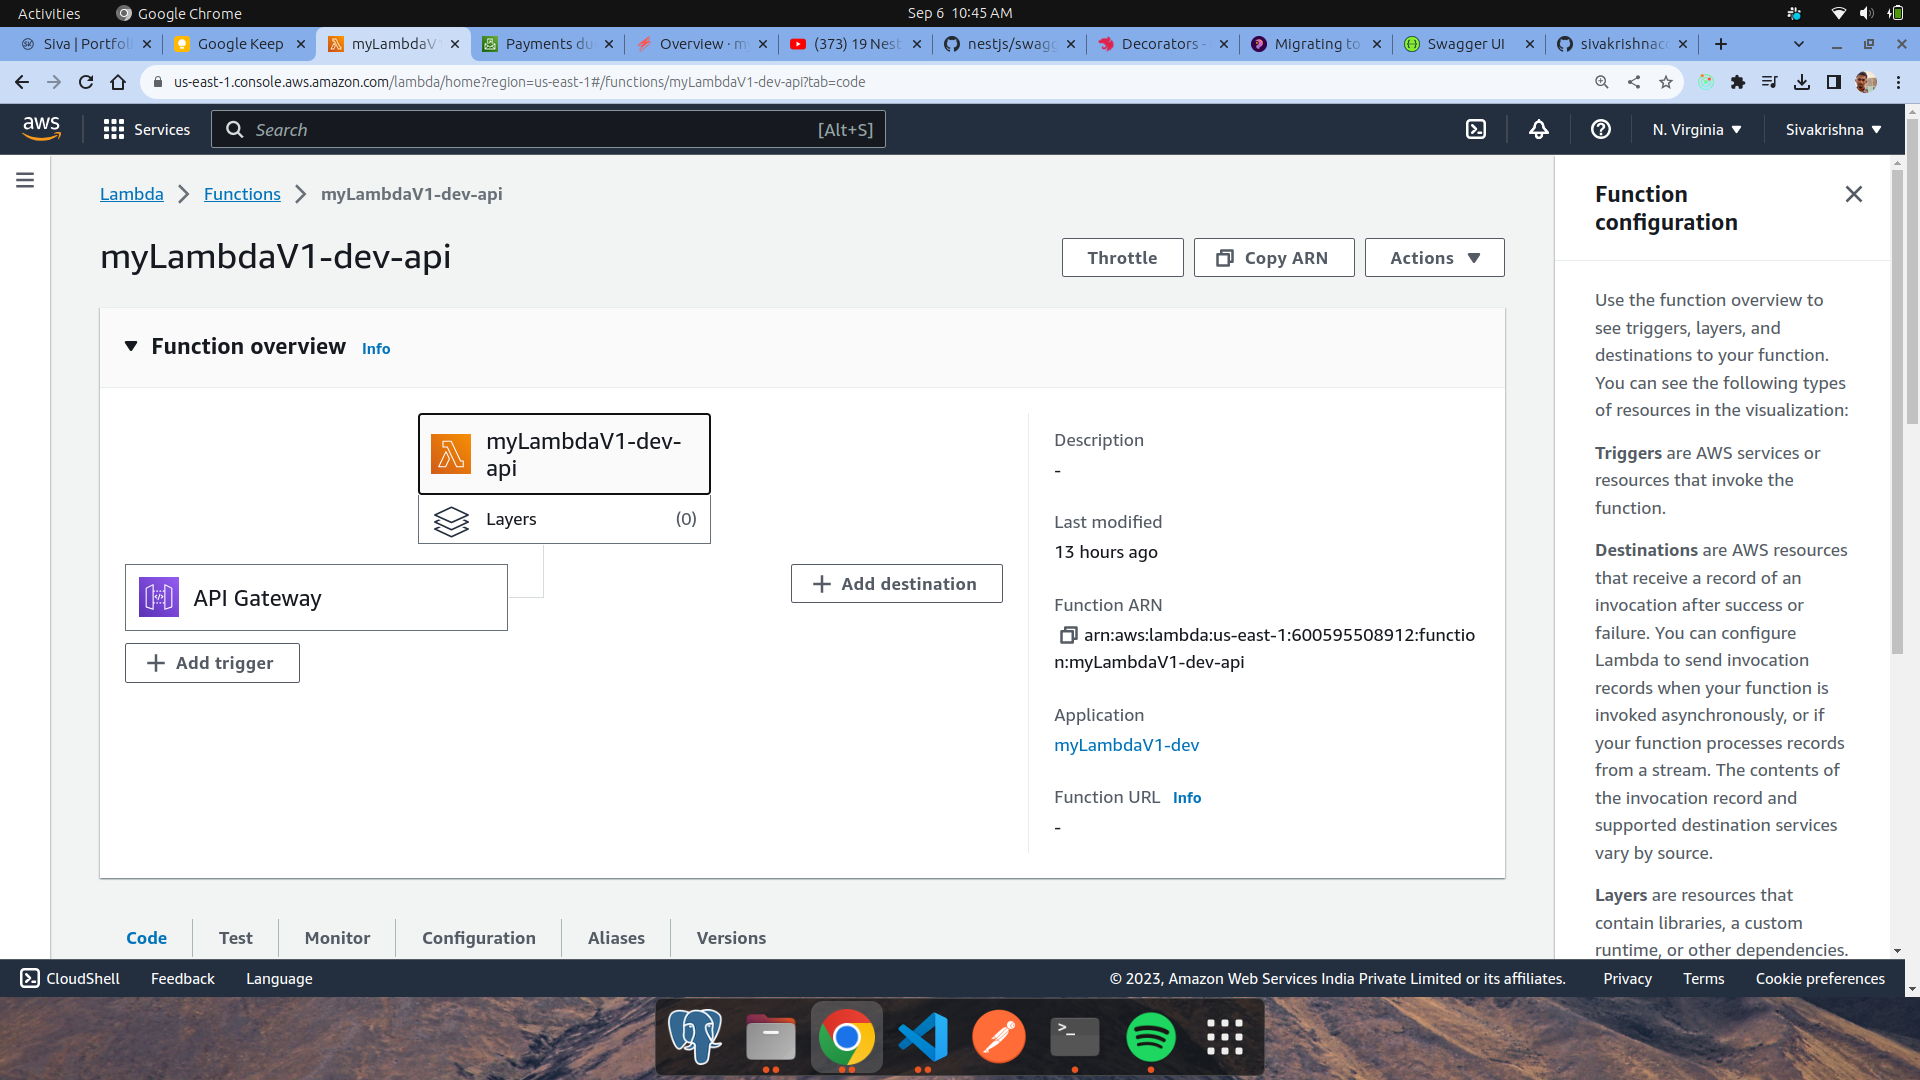 Activities
Google Chrome
Sep 6 10:45 AM
Siva | Portfoli
Google Keep
myLambdaV1
Payments du
Overview · my
(373) 19 Nest
nestjs/swagg
Decorators -
Migrating to
Swagger UI
sivakrishnacc
us-east-1.console.aws.amazon.com/lambda/home?region=us-east-1#/functions/myLambdaV1-dev-api?tab=code
aws
Services
Search
[Alt+S]
N. Virginia
Sivakrishna
Lambda
Functions
myLambdaV1-dev-api
myLambdaV1-dev-api
Throttle
Copy ARN
Actions
Function overview Info
myLambdaV1-dev-
api
Layers
(0)
API Gateway
Add trigger
Add destination
Description
-
Last modified
13 hours ago
Function ARN
arn:aws:lambda:us-east-1:600595508912:functio
n:myLambdaV1-dev-api
Application
myLambdaV1-dev
Function URL Info
-
Code
Test
Monitor
Configuration
Aliases
Versions
Function
configuration
Use the function overview to
see triggers, layers, and
destinations to your function.
You can see the following types
of resources in the visualization:
Triggers are AWS services or
resources that invoke the
function.
Destinations are AWS resources
that receive a record of an
invocation after success or
failure. You can configure
Lambda to send invocation
records when your function is
invoked asynchronously, or if
your function processes records
from a stream. The contents of
the invocation record and
supported destination services
vary by source.
Layers are resources that
contain libraries, a custom
runtime, or other dependencies.
CloudShell
Feedback
Language
© 2023, Amazon Web Services India Private Limited or its affiliates.
Privacy
Terms
Cookie preferences